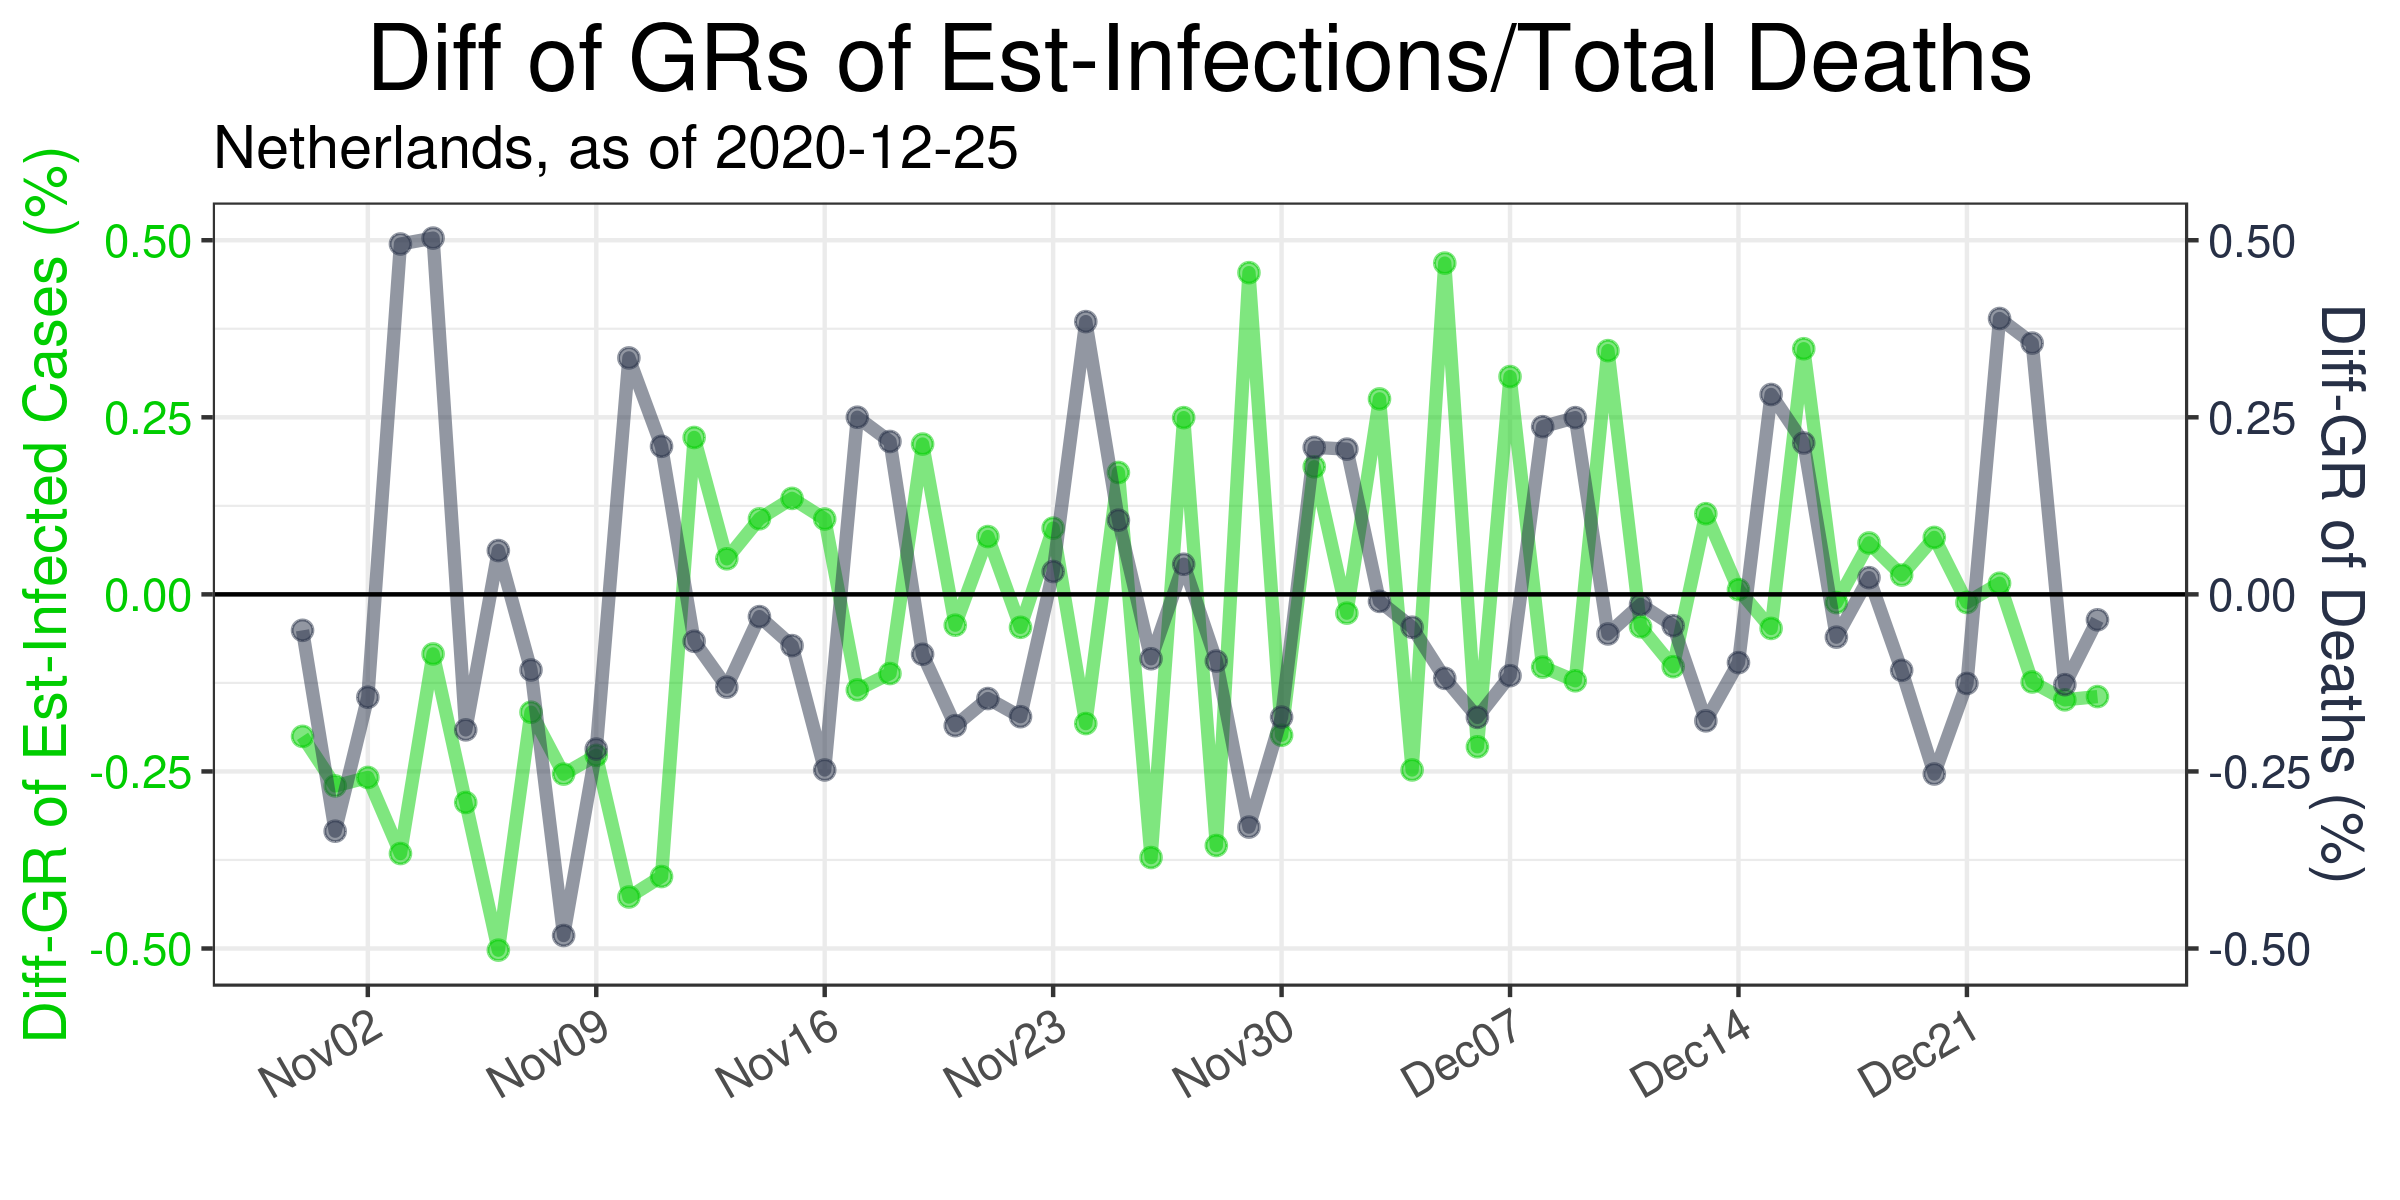 Diff of GRs of Est-Infections/Total Deaths
Netherlands, as of 2020-12-25
Diff-GR of Est-Infected Cases (%)
0.50
0.25
0.00
-0.25
-0.50
0.50
0.25
0.00
-0.25
-0.50
Diff-GR of Deaths (%)
Nov02
Nov09
Nov16
Nov23
Nov30
Dec07
Dec14
Dec21